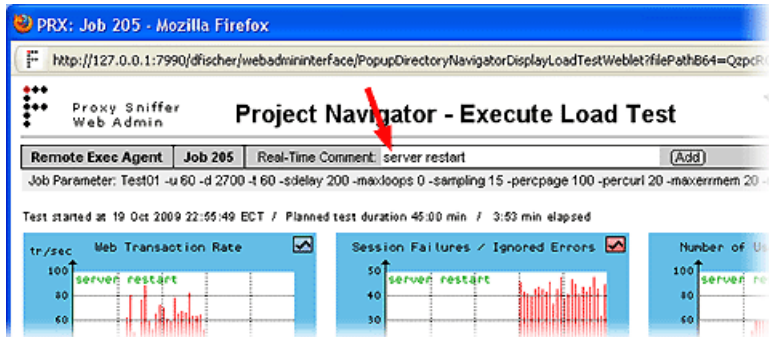 PRX: Job 205 - Mozilla Firefox
http://127.0.0.1:7990/dfischer/webadmininterface/PopupDirectoryNavigatorDisplayLoadTestWeblet?filePathB64=Qzpc
Proxy Sniffer
Web Admin
Project Navigator - Execute Load Test
Remote Exec Agent Job 205 Real-Time Comment: server restart (Add)
Job Parameter: Test01 -u 60 -d 2700 -t 60 -sdelay 200 -maxloops 0 -sampling 15 -percpage 100 -percurl 20 -maxerrmem 20
Test started at 19 Oct 2009 22:55:49 ECT / Planned test duration 45:00 min / 3:53 min elapsed
tr/sec Web Transaction Rate Session Failures / Ignored Errors Number of
100 server restart 50 server restart 100 server
80 40 80
60 30 60